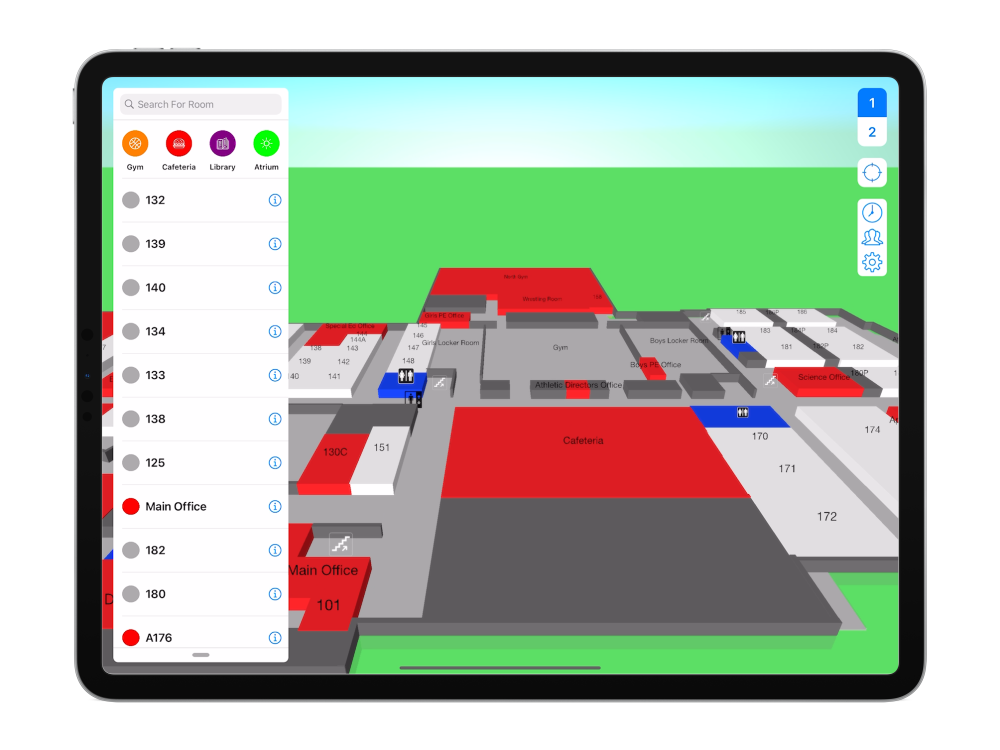 Search For Room
Gym
Cafeteria
Library
Atrium
132
139
140
134
133
138
125
Main Office
182
180
A176
1
2
Wrestling Room
Girls PE Office
Special Ed Office
144
144A
145
146
147
148
143
142
141
138
139
140
Girls Locker Room
Gym
Boys Locker Room
Boys PE Office
Athletic Directors Office
185
186
183
184
181
182
Science Office
Cafeteria
130C
151
170
171
172
174
Main Office
101